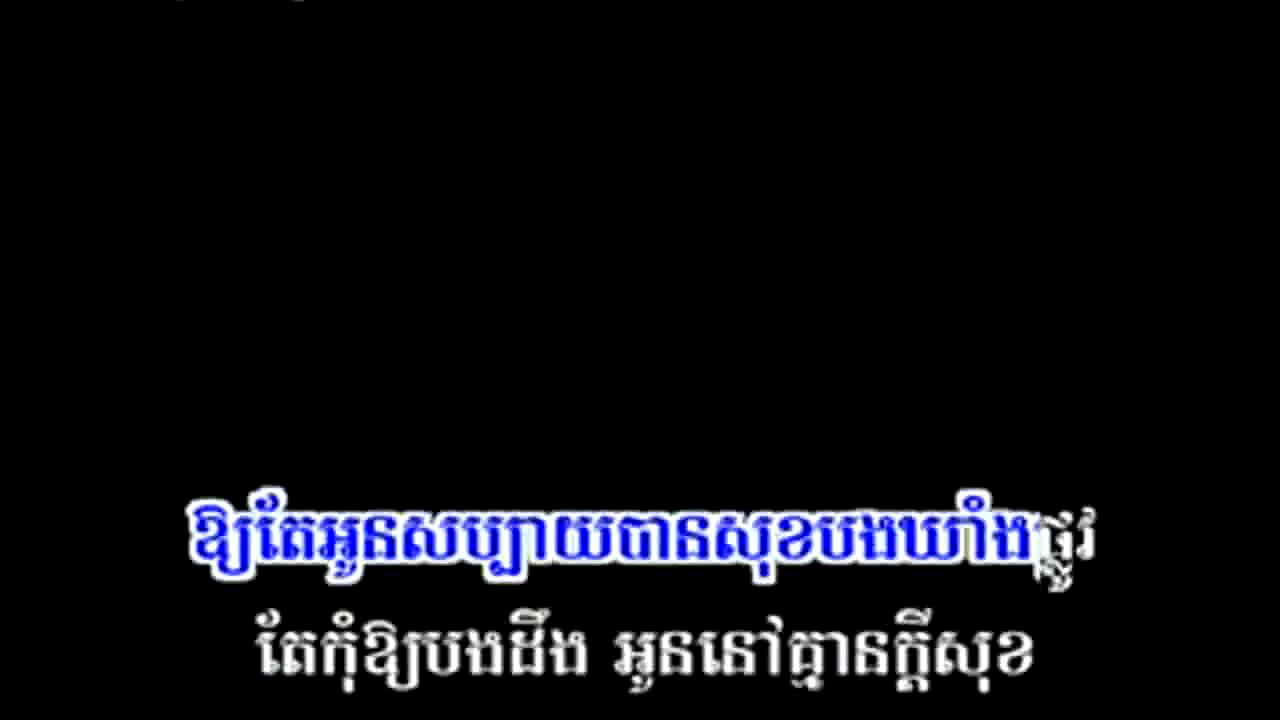 ឱ្យតែអូនសប្បាយបានសុខបងឃាំងផ្លូវ
តែកុំឱ្យបងដឹង អូននៅគ្មានក្ដីសុខ